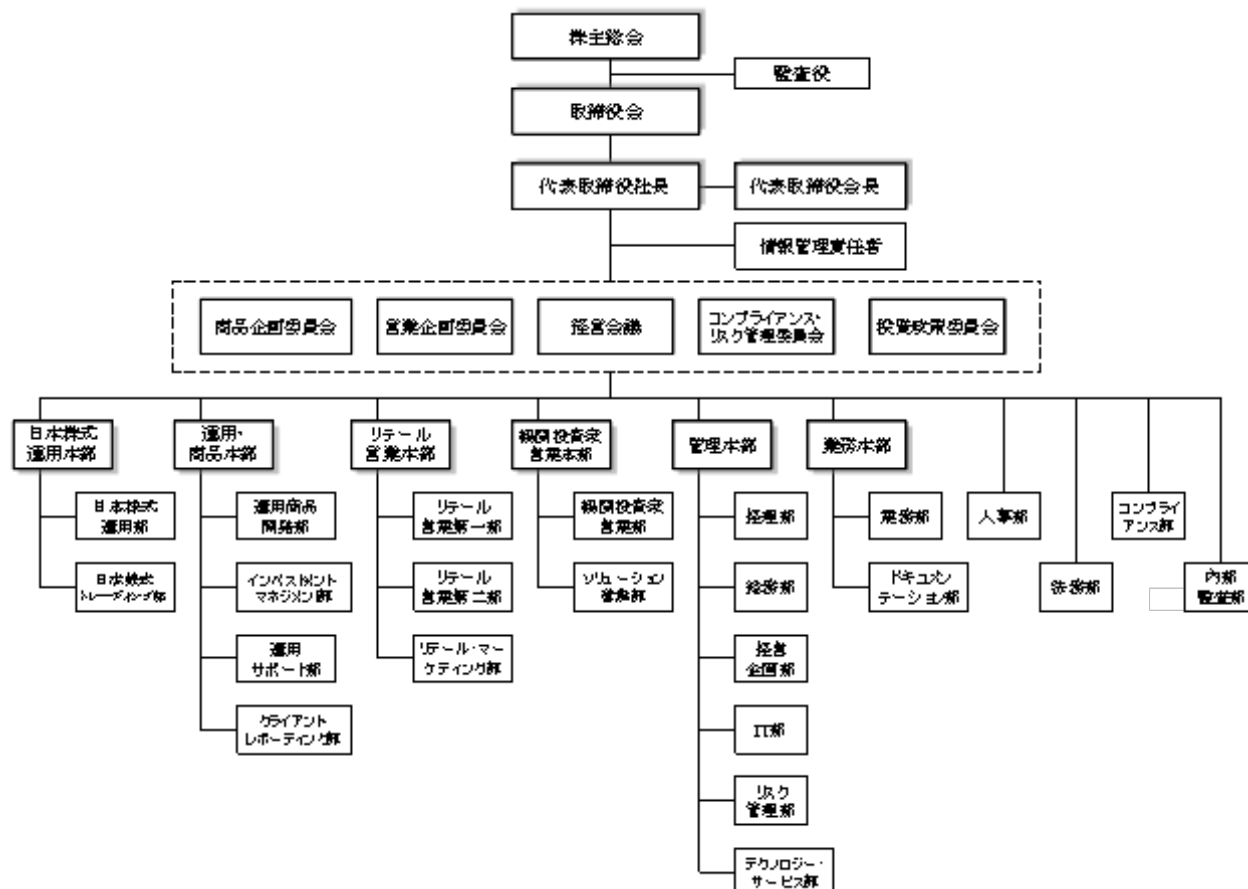 株主総会
監査役
取締役会
代表取締役社長
代表取締役会長
情報管理責任者
商品企画委員会
営業企画委員会
経営会議
コンプライアンス・
リスク管理委員会
投資政策委員会
日本株式
運用本部
運用・
商品本部
リテール
営業本部
機関投資家
営業本部
管理本部
業務本部
日本株式
運用部
運用商品
開発部
リテール
営業第一部
機関投資家
営業部
経理部
業務部
人事部
コンプライ
アンス部
日本株式
トレーディング部
インベストメント
マネジメント部
リテール
営業第二部
ソリューション
営業部
総務部
ドキュメン
テーション部
法務部
内部
監査部
運用
サポート部
リテール・マー
ケティング部
経営
企画部
クライアント
レポーティング部
IT部
リスク
管理部
テクノロジー・
サービス部